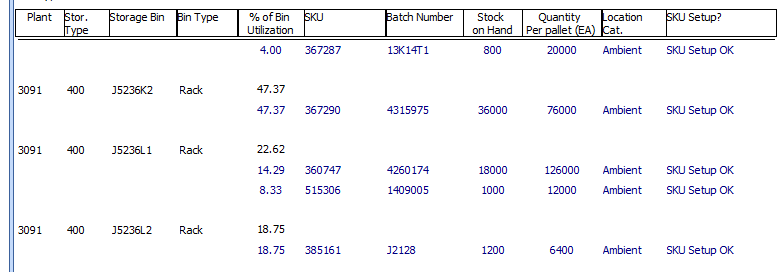 Plant Stor. Type Storage Bin Bin Type % of Bin Utilization SKU Batch Number Stock on Hand Quantity Per pallet (EA) Location Cat. SKU Setup?
4.00 367287 13K14T1 800 20000 Ambient SKU Setup OK
3091 400 J5236K2 Rack 47.37
47.37 367290 4315975 36000 76000 Ambient SKU Setup OK
3091 400 J5236L1 Rack 22.62
14.29 360747 4260174 18000 126000 Ambient SKU Setup OK
8.33 515306 1409005 1000 12000 Ambient SKU Setup OK
3091 400 J5236L2 Rack 18.75
18.75 385161 J2128 1200 6400 Ambient SKU Setup OK